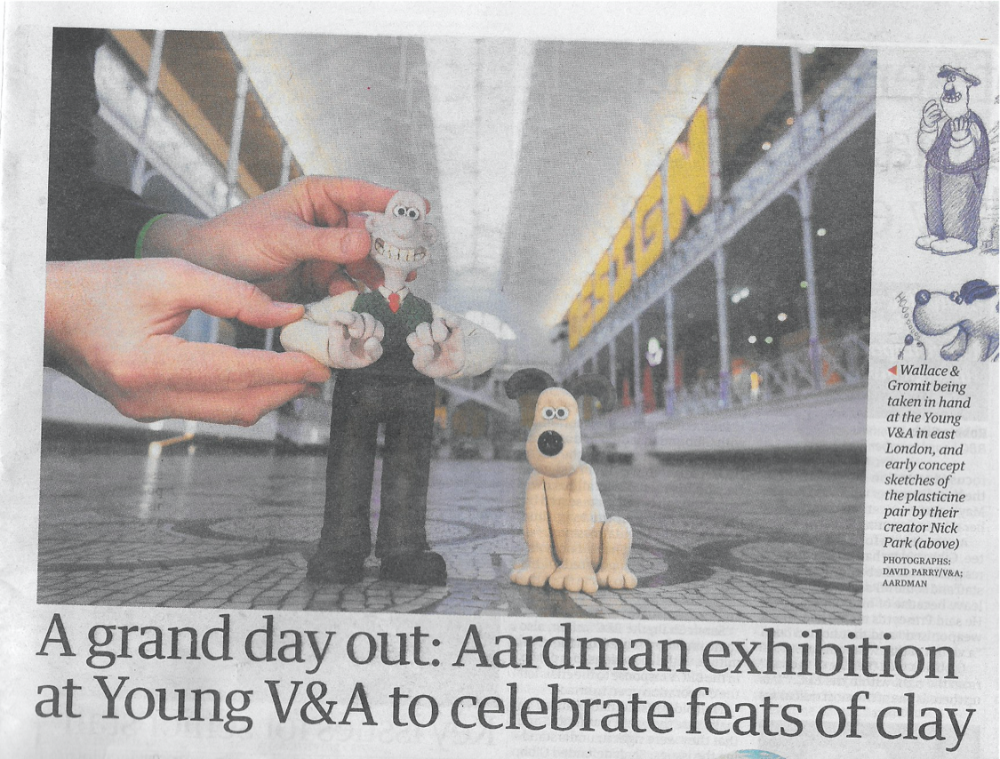 ESIGN
Hooooo
◀ Wallace &
Gromit being
taken in hand
at the Young
V&A in east
London, and
early concept
sketches of
the plasticine
pair by their
creator Nick
Park (above)
PHOTOGRAPHS:
DAVID PARRY/V&A;
AARDMAN
A grand day out: Aardman exhibition
at Young V&A to celebrate feats of clay